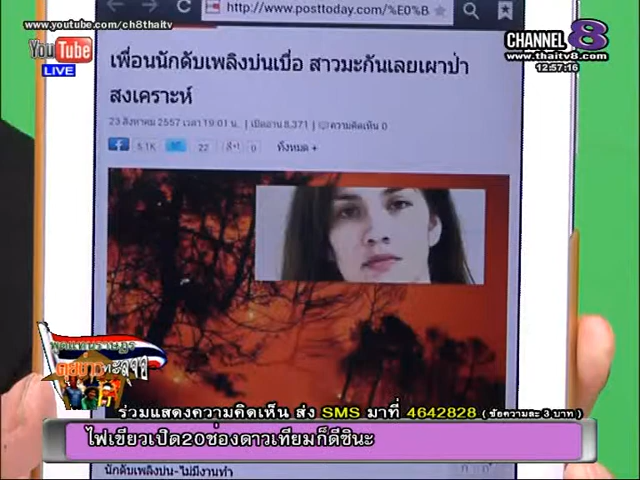 www.youtube.com/ch8thaitv
http://www.posttoday.com/%E0%B
YouTube
LIVE
CHANNEL 8
www.thaitv8.com
12:57:16
เพื่อนนักดับเพลิงบ่นเบื่อ สาวมะกันเลยเผาป่า
สงเคราะห์
23 สิงหาคม 2557 เวลา 19:01 น. | เปิดอ่าน 8,371 | ความคิดเห็น 0
5.1K 22 +1 0 ทั้งหมด +
ร่วมแสดงความคิดเห็น ส่ง SMS มาที่ 4642828 ( ข้อความละ 3 บาท )
ไฟเขียวเปิด20ช่องดาวเทียมก็ดีซินะ
นักดับเพลิงบ่น-ไม่มีงานทำ